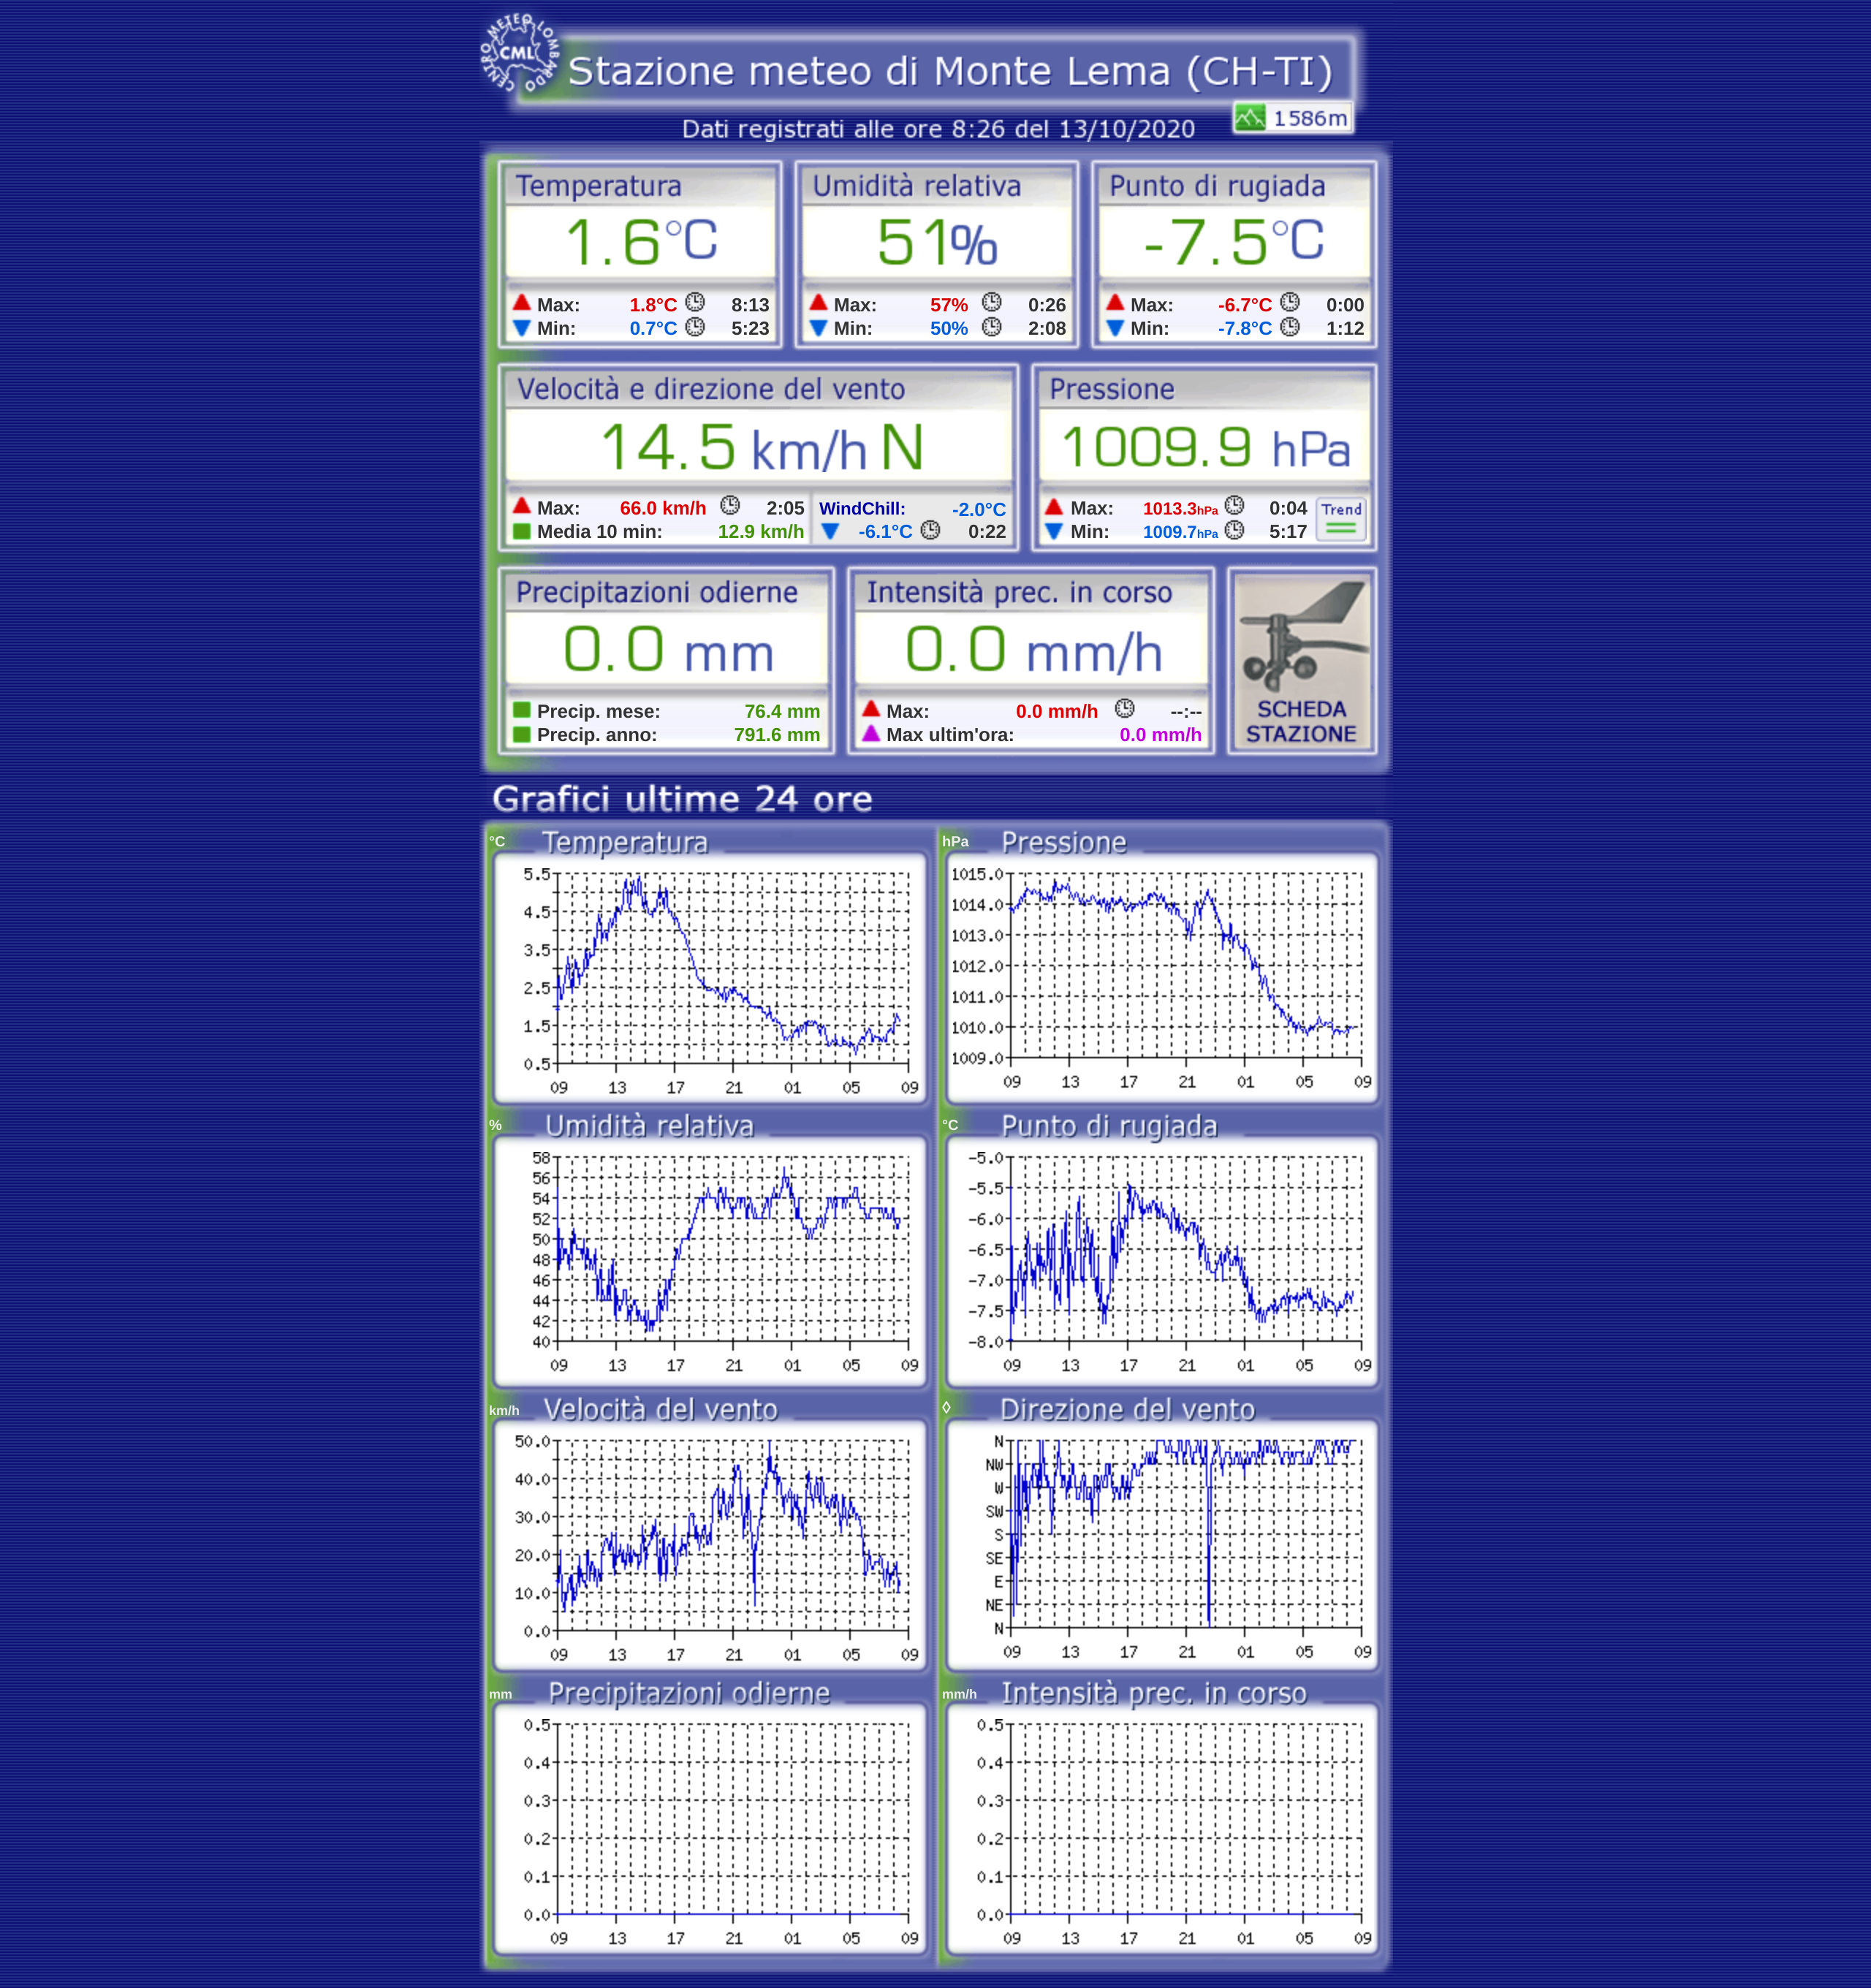 CENTRO METEO LOMBARDO
CML
Stazione meteo di Monte Lema (CH-TI)
1586m
Dati registrati alle ore 8:26 del 13/10/2020
Temperatura
1.6°C
Max: 1.8°C 8:13
Min: 0.7°C 5:23
Umidità relativa
51%
Max: 57% 0:26
Min: 50% 2:08
Punto di rugiada
-7.5°C
Max: -6.7°C 0:00
Min: -7.8°C 1:12
Velocità e direzione del vento
14.5 km/h N
Max: 66.0 km/h 2:05
Media 10 min: 12.9 km/h
WindChill: -2.0°C
-6.1°C 0:22
Pressione
1009.9 hPa
Max: 1013.3hPa 0:04
Min: 1009.7hPa 5:17
Trend
Precipitazioni odierne
0.0 mm
Precip. mese: 76.4 mm
Precip. anno: 791.6 mm
Intensità prec. in corso
0.0 mm/h
Max: 0.0 mm/h --:--
Max ultim'ora: 0.0 mm/h
SCHEDA
STAZIONE
Grafici ultime 24 ore
°C Temperatura
5.5
4.5
3.5
2.5
1.5
0.5
09 13 17 21 01 05 09
hPa Pressione
1015.0
1014.0
1013.0
1012.0
1011.0
1010.0
1009.0
09 13 17 21 01 05 09
% Umidità relativa
58
56
54
52
50
48
46
44
42
40
09 13 17 21 01 05 09
°C Punto di rugiada
-5.0
-5.5
-6.0
-6.5
-7.0
-7.5
-8.0
09 13 17 21 01 05 09
km/h Velocità del vento
50.0
40.0
30.0
20.0
10.0
0.0
09 13 17 21 01 05 09
◊ Direzione del vento
N
NW
W
SW
S
SE
E
NE
N
09 13 17 21 01 05 09
mm Precipitazioni odierne
0.5
0.4
0.3
0.2
0.1
0.0
09 13 17 21 01 05 09
mm/h Intensità prec. in corso
0.5
0.4
0.3
0.2
0.1
0.0
09 13 17 21 01 05 09